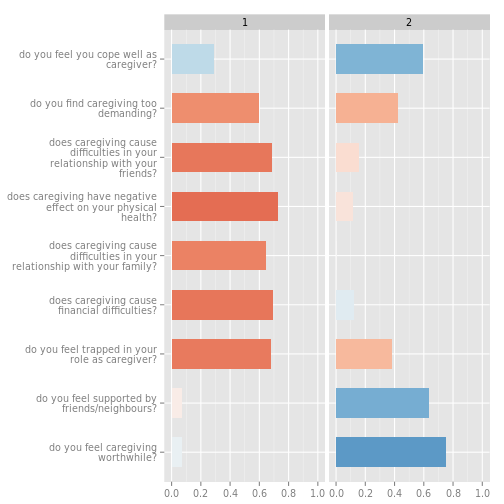 1 2
do you feel you cope well as
caregiver?
do you find caregiving too
demanding?
does caregiving cause
difficulties in your
relationship with your
friends?
does caregiving have negative
effect on your physical
health?
does caregiving cause
difficulties in your
relationship with your family?
does caregiving cause
financial difficulties?
do you feel trapped in your
role as caregiver?
do you feel supported by
friends/neighbours?
do you feel caregiving
worthwhile?
0.0 0.2 0.4 0.6 0.8 1.0 0.0 0.2 0.4 0.6 0.8 1.0